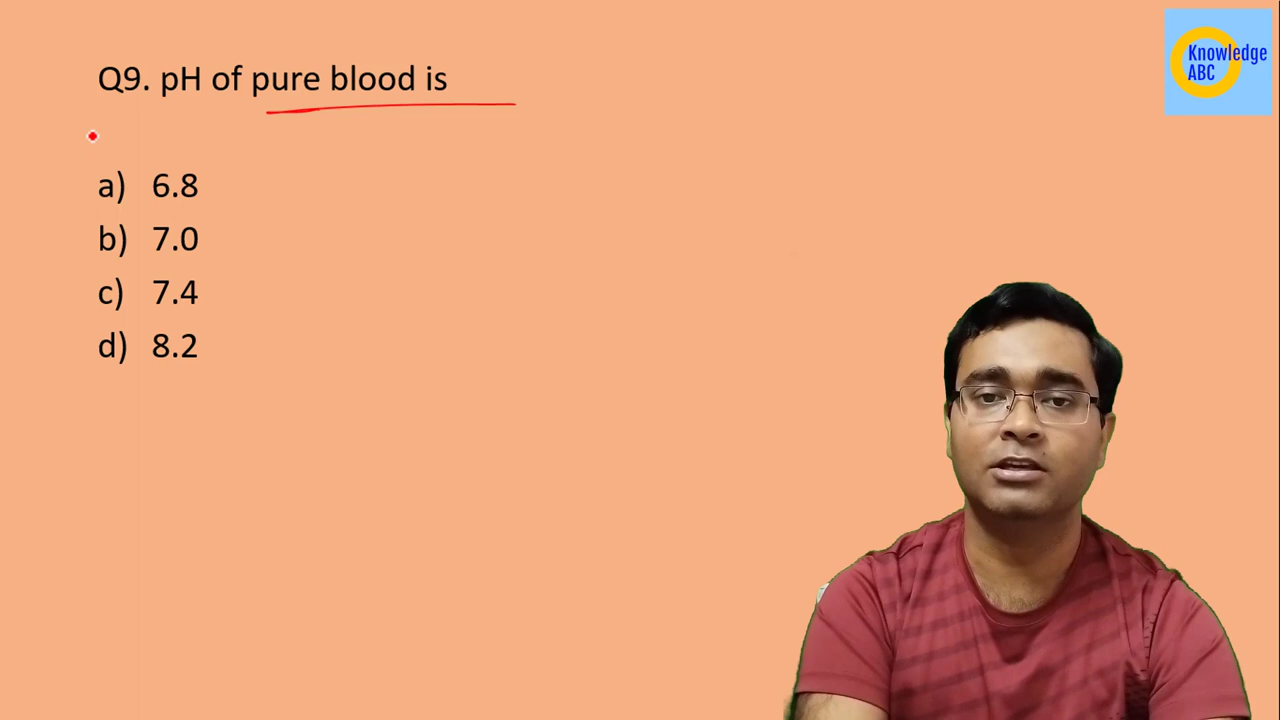 Knowledge
ABC
Q9. pH of pure blood is
a) 6.8
b) 7.0
c) 7.4
d) 8.2